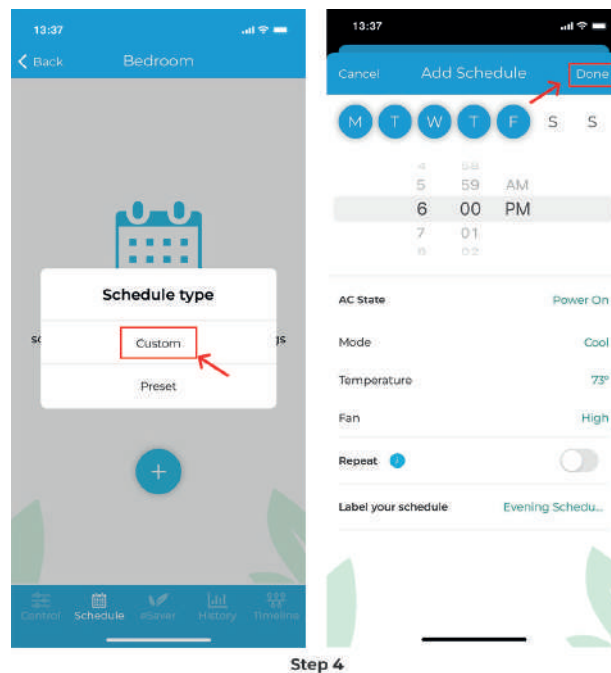 13:37
Back Bedroom
Schedule type
Custom
Preset
+
Control Schedule eSaver History Timeline
13:37
Cancel Add Schedule Done
M T W T F S S
5 59 AM
6 00 PM
7 01
AC State Power On
Mode Cool
Temperature 73°
Fan High
Repeat i
Label your schedule Evening Schedu...
Step 4